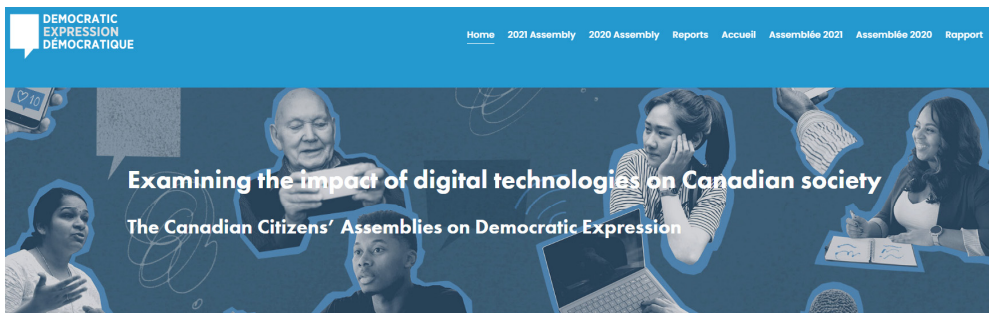 DEMOCRATIC
EXPRESSION
DÉMOCRATIQUE
Home 2021 Assembly 2020 Assembly Reports Accueil Assemblée 2021 Assemblée 2020 Rapport
10
Examining the impact of digital technologies on Canadian society
The Canadian Citizens’ Assemblies on Democratic Expression